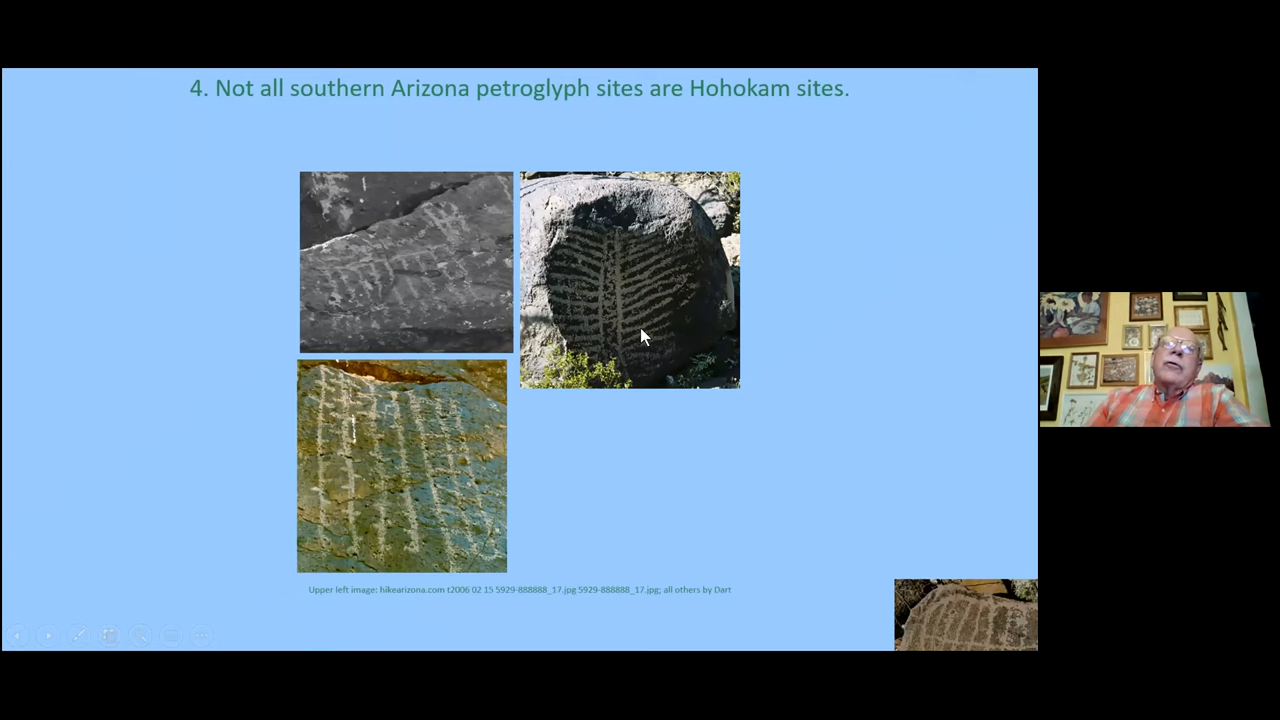 4. Not all southern Arizona petroglyph sites are Hohokam sites.
Upper left image: hikearizona.com t2006 02 15 5929-888888_17.jpg 5929-888888_17.jpg; all others by Dart